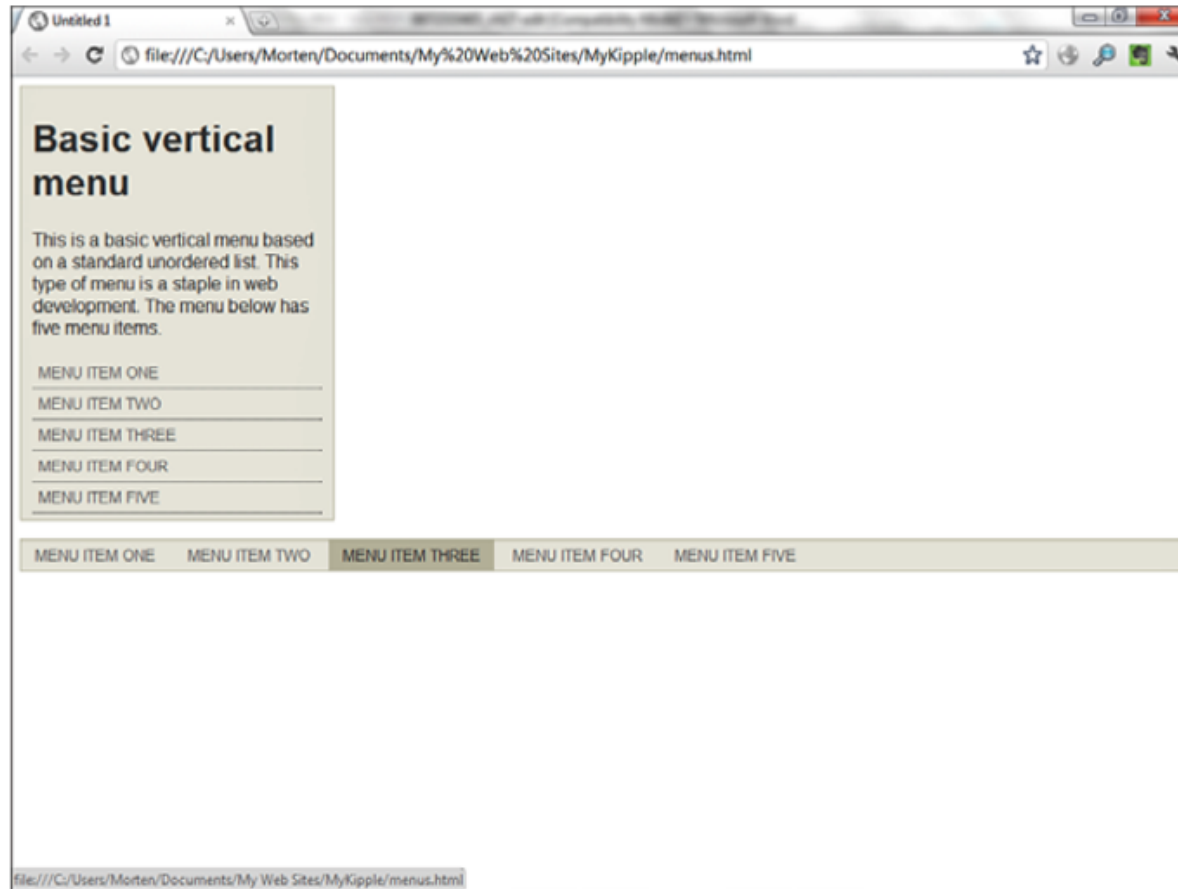 Untitled 1
file:///C:/Users/Morten/Documents/My%20Web%20Sites/MyKipple/menus.html
Basic vertical
menu
This is a basic vertical menu based
on a standard unordered list. This
type of menu is a staple in web
development. The menu below has
five menu items.
MENU ITEM ONE
MENU ITEM TWO
MENU ITEM THREE
MENU ITEM FOUR
MENU ITEM FIVE
MENU ITEM ONE MENU ITEM TWO MENU ITEM THREE MENU ITEM FOUR MENU ITEM FIVE
file:///C:/Users/Morten/Documents/My Web Sites/MyKipple/menus.html